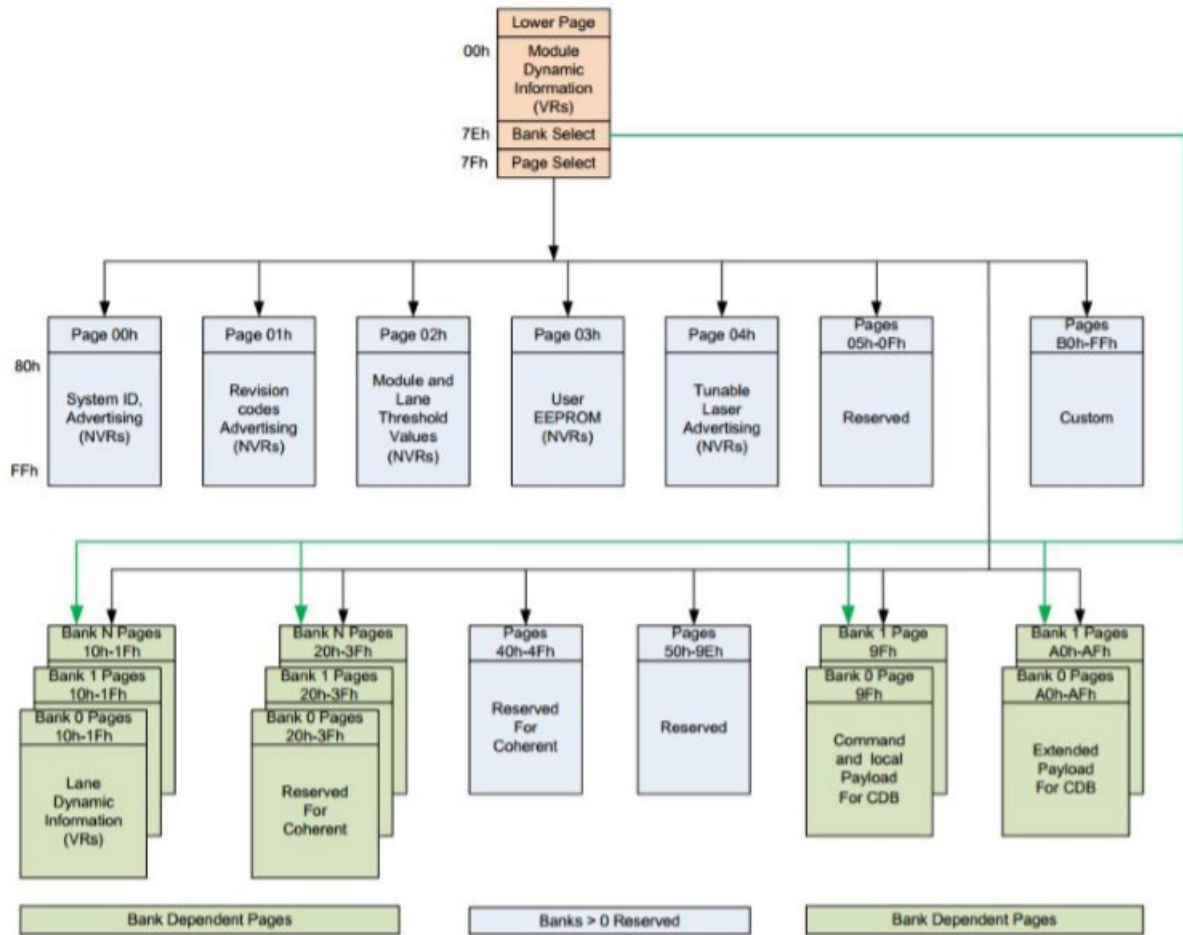 Lower Page
00h
Module
Dynamic
Information
(VRs)
7Eh
Bank Select
7Fh
Page Select
Page 00h
Page 01h
Page 02h
Page 03h
Page 04h
Pages
05h-0Fh
Pages
B0h-FFh
80h
System ID,
Advertising
(NVRs)
Revision
codes
Advertising
(NVRs)
Module and
Lane
Threshold
Values
(NVRs)
User
EEPROM
(NVRs)
Tunable
Laser
Advertising
(NVRs)
Reserved
Custom
FFh
Bank N Pages
10h-1Fh
Bank 1 Pages
10h-1Fh
Bank 0 Pages
10h-1Fh
Lane
Dynamic
Information
(VRs)
Bank N Pages
20h-3Fh
Bank 1 Pages
20h-3Fh
Bank 0 Pages
20h-3Fh
Reserved
For
Coherent
Pages
40h-4Fh
Reserved
For
Coherent
Pages
50h-9Eh
Reserved
Bank 1 Page
9Fh
Bank 0 Page
9Fh
Command
and local
Payload
For CDB
Bank 1 Pages
A0h-AFh
Bank 0 Pages
A0h-AFh
Extended
Payload
For CDB
Bank Dependent Pages
Banks > 0 Reserved
Bank Dependent Pages